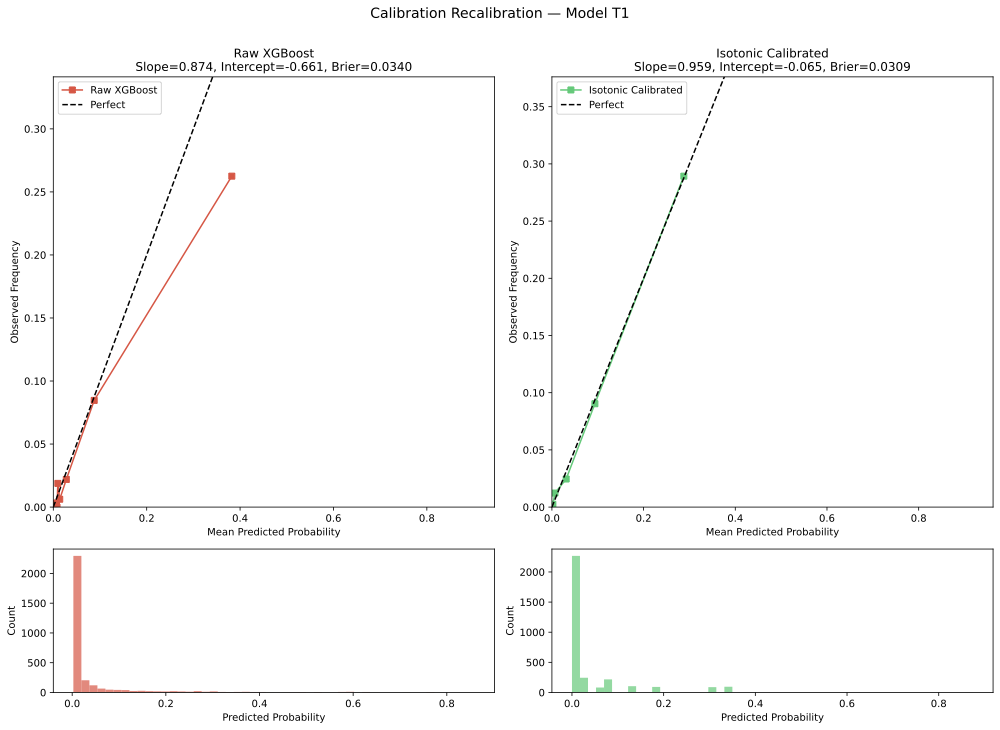 Calibration Recalibration — Model T1
Raw XGBoost
Slope=0.874, Intercept=-0.661, Brier=0.0340
Raw XGBoost
Perfect
0.30
0.25
0.20
0.15
0.10
0.05
0.00
Observed Frequency
0.0 0.2 0.4 0.6 0.8
Mean Predicted Probability
Isotonic Calibrated
Slope=0.959, Intercept=-0.065, Brier=0.0309
Isotonic Calibrated
Perfect
0.35
0.30
0.25
0.20
0.15
0.10
0.05
0.00
Observed Frequency
0.0 0.2 0.4 0.6 0.8
Mean Predicted Probability
2000
1500
1000
500
0
Count
0.0 0.2 0.4 0.6 0.8
Predicted Probability
2000
1500
1000
500
0
Count
0.0 0.2 0.4 0.6 0.8
Predicted Probability